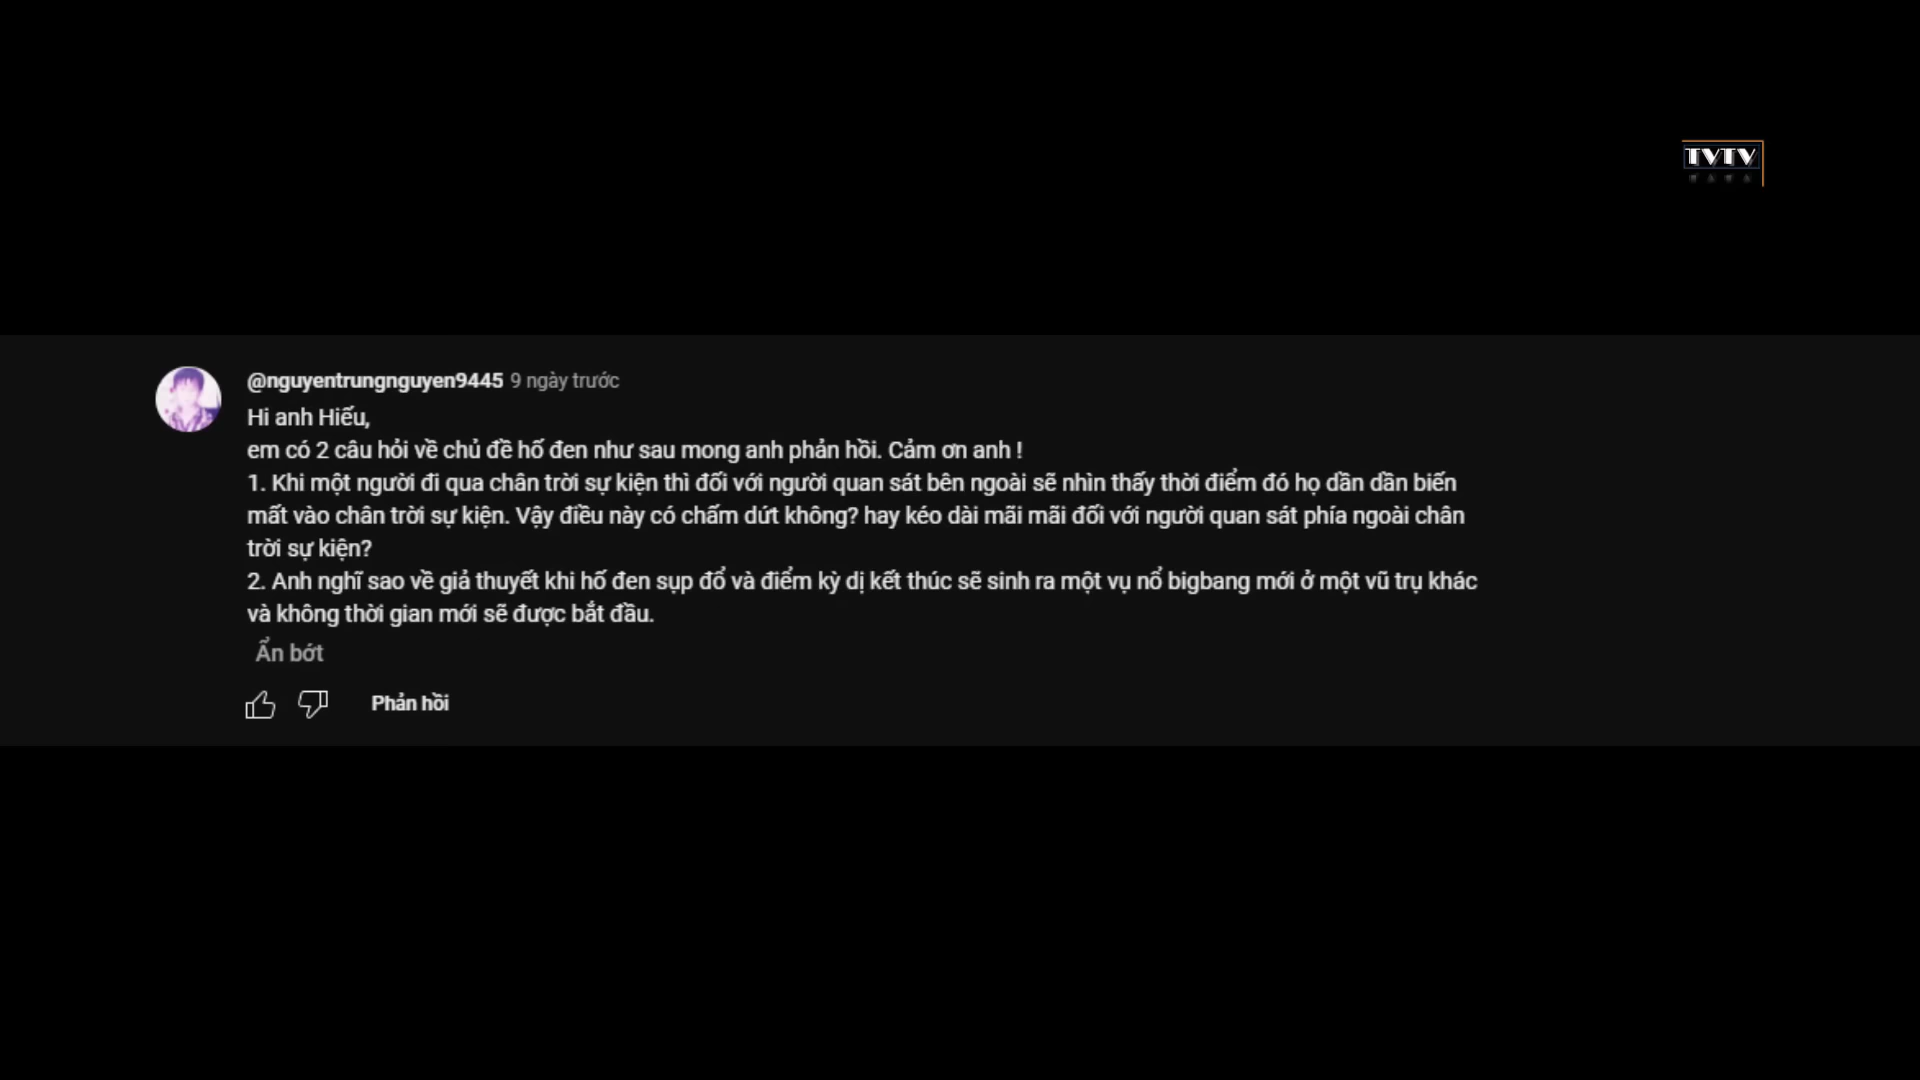 TVTV
@nguyentrungnguyen9445 9 ngày trước
Hi anh Hiếu,
em có 2 câu hỏi về chủ đề hố đen như sau mong anh phản hồi. Cảm ơn anh !
1. Khi một người đi qua chân trời sự kiện thì đối với người quan sát bên ngoài sẽ nhìn thấy thời điểm đó họ dần dần biến
mất vào chân trời sự kiện. Vậy điều này có chấm dứt không? hay kéo dài mãi mãi đối với người quan sát phía ngoài chân
trời sự kiện?
2. Anh nghĩ sao về giả thuyết khi hố đen sụp đổ và điểm kỳ dị kết thúc sẽ sinh ra một vụ nổ bigbang mới ở một vũ trụ khác
và không thời gian mới sẽ được bắt đầu.
Ẩn bớt
Phản hồi